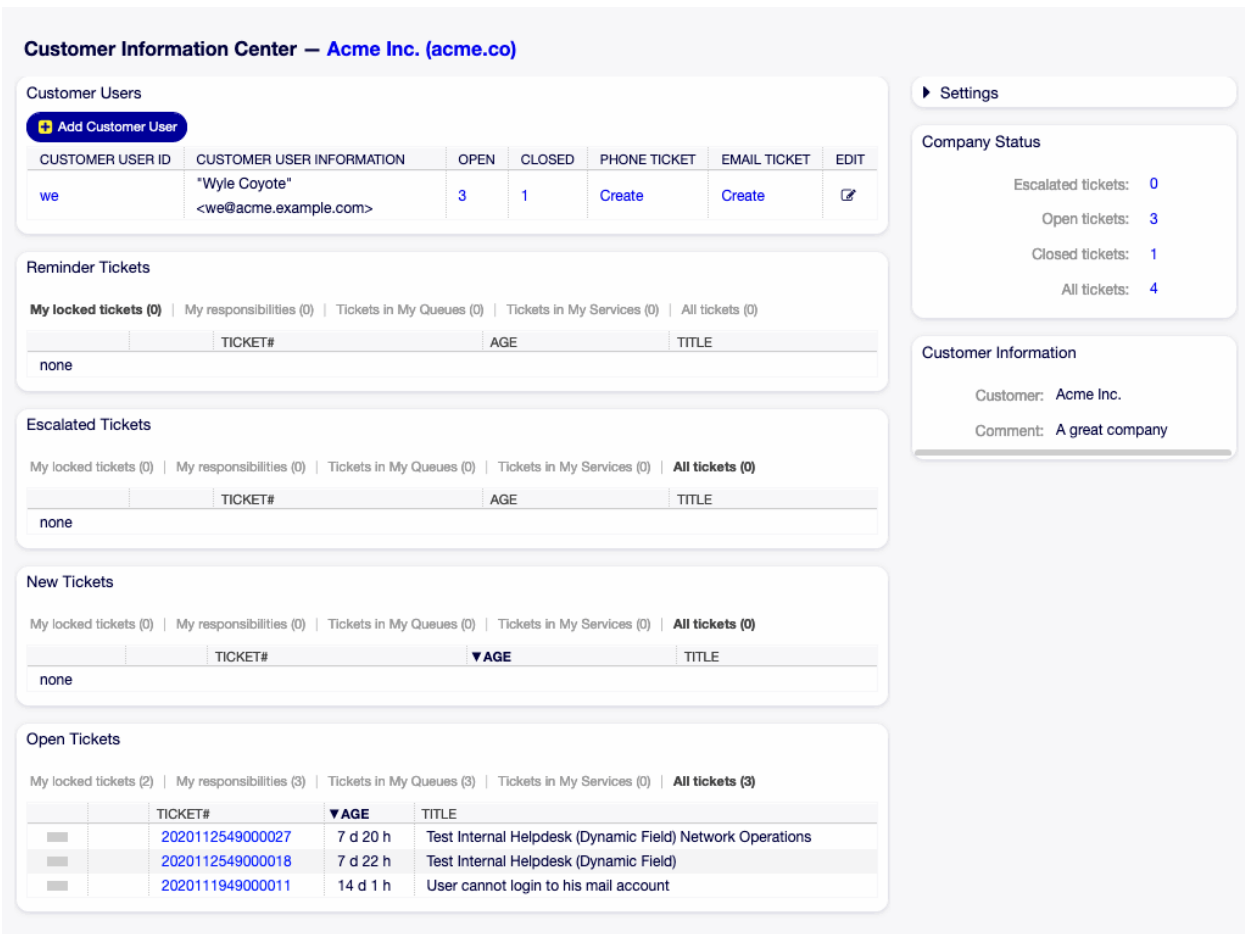 Customer Information Center — Acme Inc. (acme.co)
Customer Users
Add Customer User
CUSTOMER USER ID CUSTOMER USER INFORMATION OPEN CLOSED PHONE TICKET EMAIL TICKET EDIT
we "Wyle Coyote" <we@acme.example.com> 3 1 Create Create
Reminder Tickets
My locked tickets (0) | My responsibilities (0) | Tickets in My Queues (0) | Tickets in My Services (0) | All tickets (0)
TICKET# AGE TITLE
none
Escalated Tickets
My locked tickets (0) | My responsibilities (0) | Tickets in My Queues (0) | Tickets in My Services (0) | All tickets (0)
TICKET# AGE TITLE
none
New Tickets
My locked tickets (0) | My responsibilities (0) | Tickets in My Queues (0) | Tickets in My Services (0) | All tickets (0)
TICKET# ▼AGE TITLE
none
Open Tickets
My locked tickets (2) | My responsibilities (3) | Tickets in My Queues (3) | Tickets in My Services (0) | All tickets (3)
TICKET# ▼AGE TITLE
2020112549000027 7 d 20 h Test Internal Helpdesk (Dynamic Field) Network Operations
2020112549000018 7 d 22 h Test Internal Helpdesk (Dynamic Field)
2020111949000011 14 d 1 h User cannot login to his mail account
Settings
Company Status
Escalated tickets: 0
Open tickets: 3
Closed tickets: 1
All tickets: 4
Customer Information
Customer: Acme Inc.
Comment: A great company